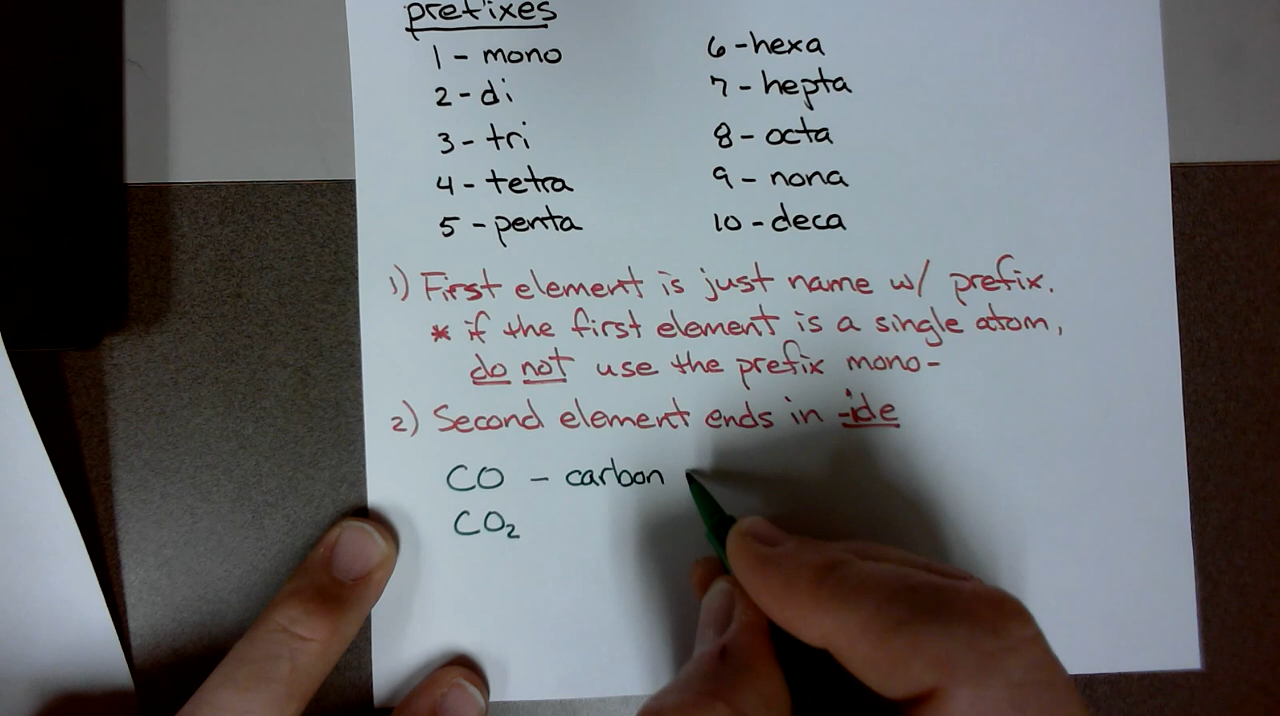 prefixes
1 - mono
2 - di
3 - tri
4 - tetra
5 - penta
6 - hexa
7 - hepta
8 - octa
9 - nona
10 - deca
1) First element is just name w/ prefix.
* if the first element is a single atom,
do not use the prefix mono-
2) Second element ends in -ide
CO - carbon
CO₂